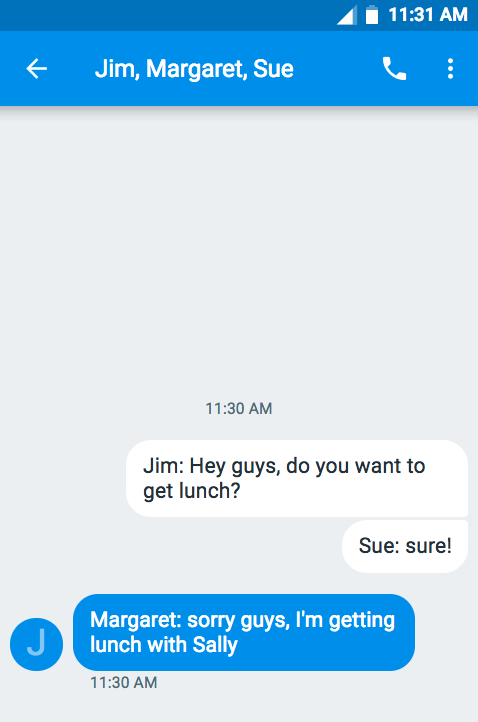 11:31 AM
Jim, Margaret, Sue
11:30 AM
Jim: Hey guys, do you want to
get lunch?
Sue: sure!
J
Margaret: sorry guys, I'm getting
lunch with Sally
11:30 AM